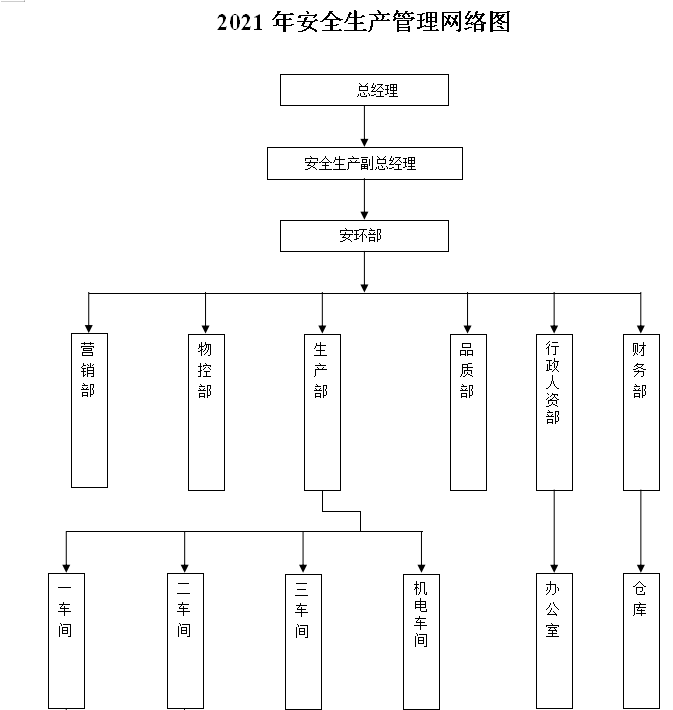 2021 年安全生产管理网络图
总经理
安全生产副总经理
安环部
营销部
物控部
生产部
品质部
行政人资部
财务部
一车间
二车间
三车间
机电车间
办公室
仓库